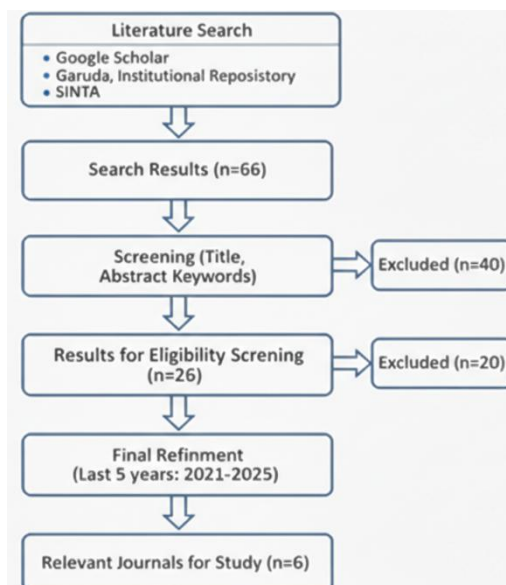 Literature Search
• Google Scholar
• Garuda, Institutional Reposistory
• SINTA
Search Results (n=66)
Screening (Title,
Abstract Keywords)
Excluded (n=40)
Results for Eligibility Screning
(n=26)
Excluded (n=20)
Final Refinment
(Last 5 years: 2021-2025)
Relevant Journals for Study (n=6)